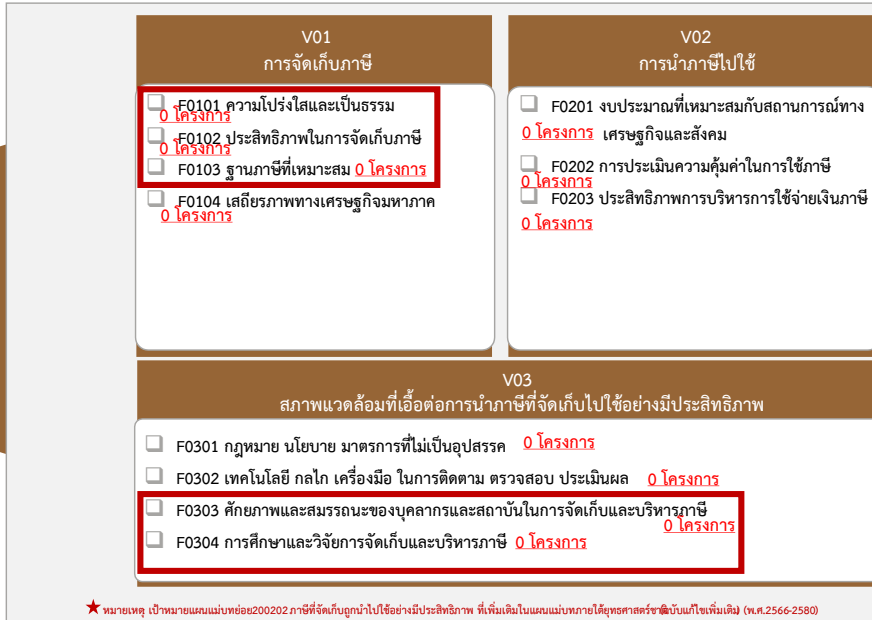 V01
การจัดเก็บภาษี
F0101 ความโปร่งใสและเป็นธรรม
0 โครงการ
F0102 ประสิทธิภาพในการจัดเก็บภาษี
0 โครงการ
F0103 ฐานภาษีที่เหมาะสม 0 โครงการ
F0104 เสถียรภาพทางเศรษฐกิจมหาภาค
0 โครงการ
V02
การนำภาษีไปใช้
F0201 งบประมาณที่เหมาะสมกับสถานการณ์ทาง
0 โครงการ เศรษฐกิจและสังคม
F0202 การประเมินความคุ้มค่าในการใช้ภาษี
0 โครงการ
F0203 ประสิทธิภาพการบริหารการใช้จ่ายเงินภาษี
0 โครงการ
V03
สภาพแวดล้อมที่เอื้อต่อการนำภาษีที่จัดเก็บไปใช้อย่างมีประสิทธิภาพ
F0301 กฎหมาย นโยบาย มาตรการที่ไม่เป็นอุปสรรค 0 โครงการ
F0302 เทคโนโลยี กลไก เครื่องมือ ในการติดตาม ตรวจสอบ ประเมินผล 0 โครงการ
F0303 ศักยภาพและสมรรถนะของบุคลากรและสถาบันในการจัดเก็บและบริหารภาษี
0 โครงการ
F0304 การศึกษาและวิจัยการจัดเก็บและบริหารภาษี 0 โครงการ
หมายเหตุ เป้าหมายแผนแม่บทย่อย200202 ภาษีที่จัดเก็บถูกนำไปใช้อย่างมีประสิทธิภาพ ที่เพิ่มเติมในแผนแม่บทภายใต้ยุทธศาสตร์ชาติ(ฉบับแก้ไขเพิ่มเติม) (พ.ศ.2566-2580)